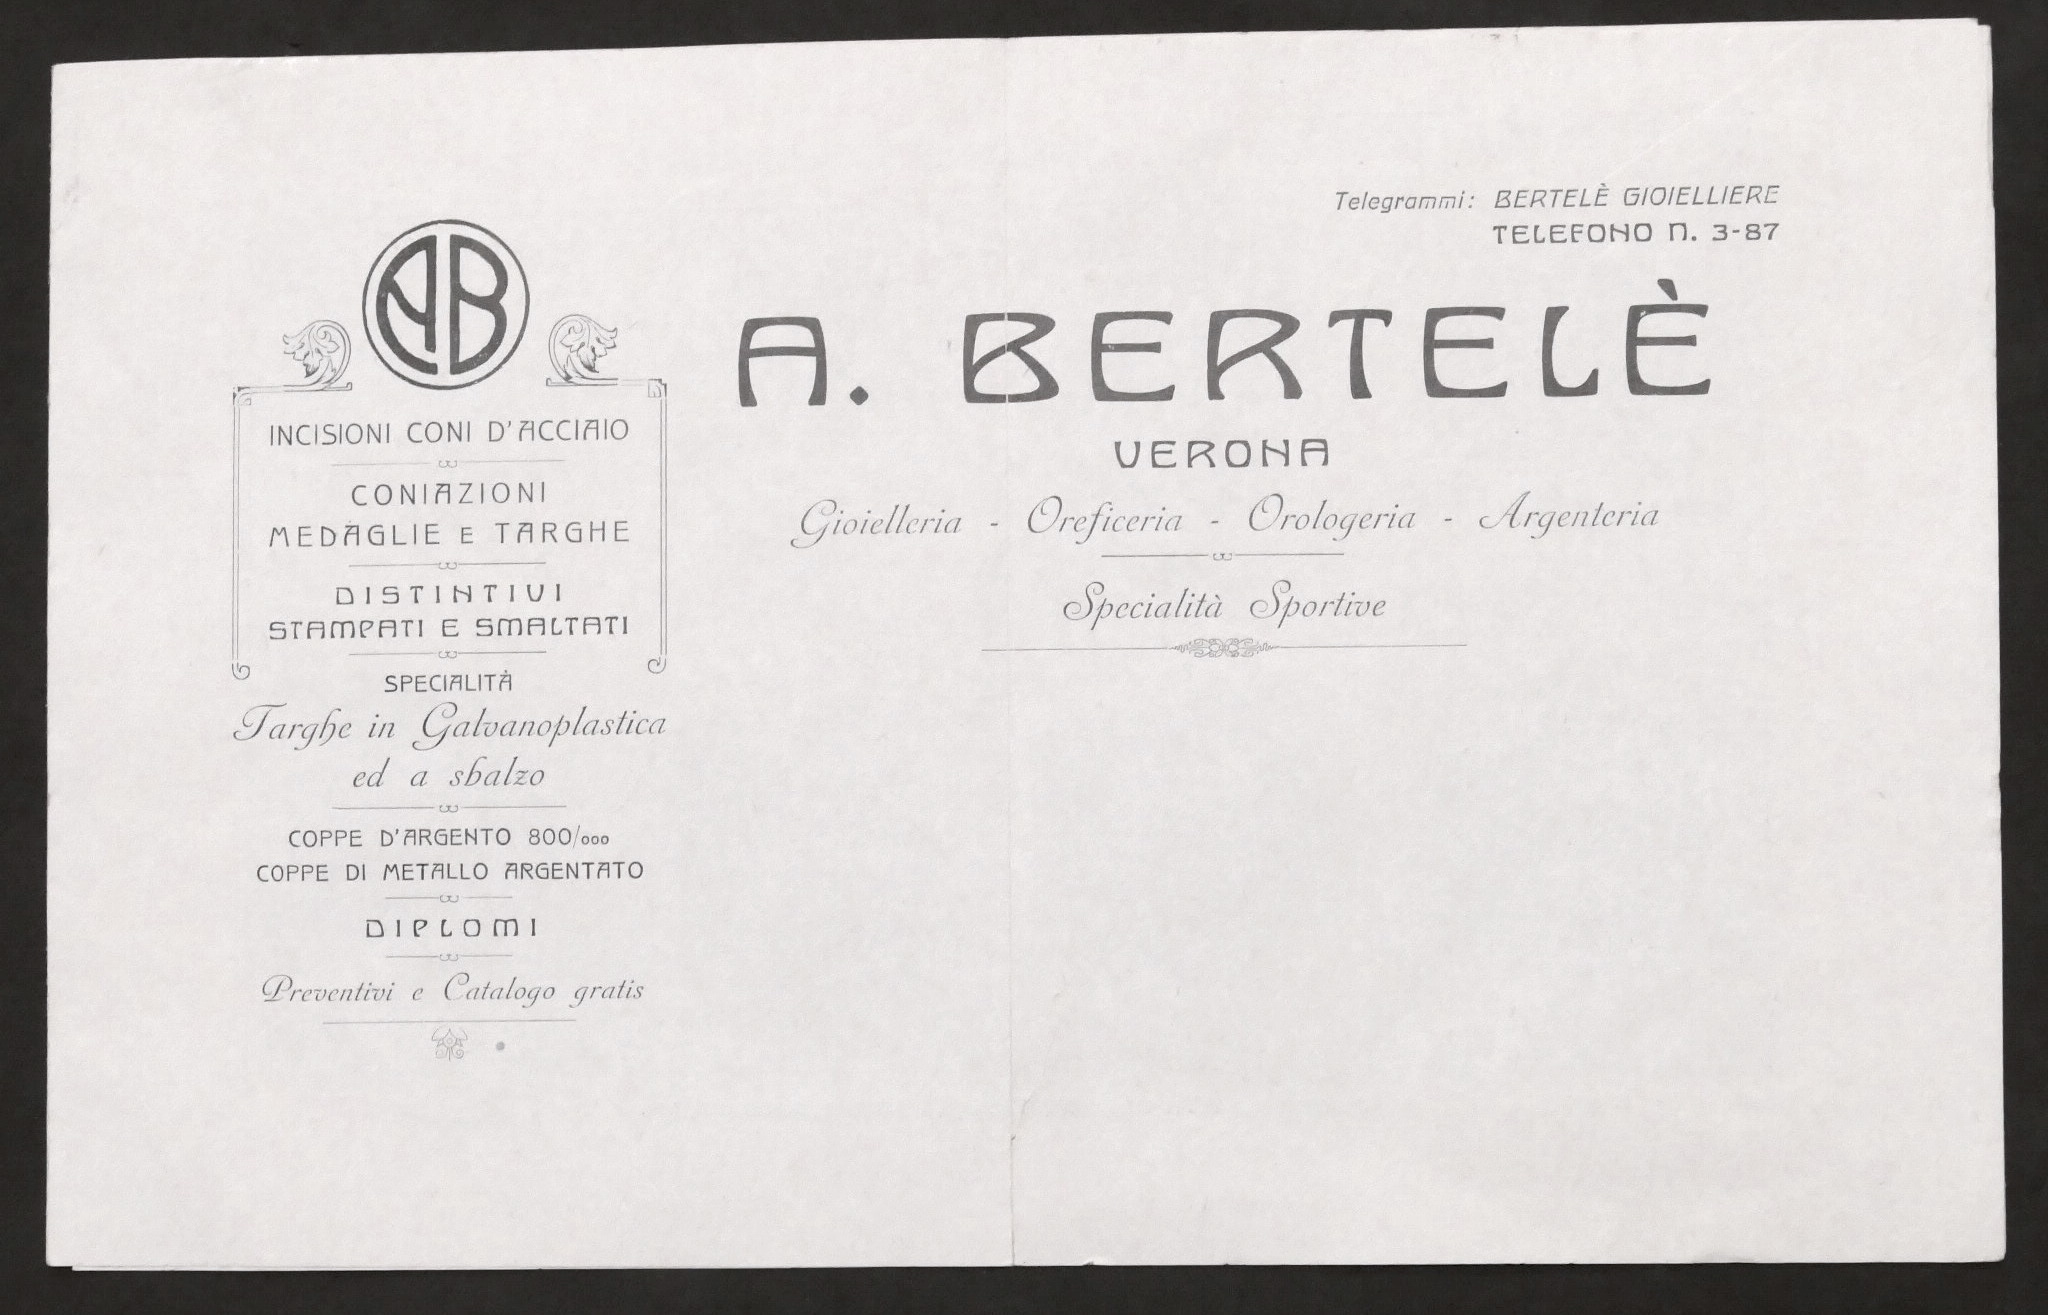 AB
INCISIONI CONI D'ACCIAIO
CONIAZIONI
MEDAGLIE E TARGHE
DISTINTIVI
STAMPATI E SMALTATI
SPECIALITÀ
Targhe in Galvanoplastica
ed a sbalzo
COPPE D'ARGENTO 800/000
COPPE DI METALLO ARGENTATO
DIPLOMI
Preventivi e Catalogo gratis
Telegrammi: BERTELÈ GIOIELLIERE
TELEFONO N. 3-87
A. BERTELÈ
VERONA
Gioielleria - Oreficeria - Orologeria - Argenteria
Specialità Sportive